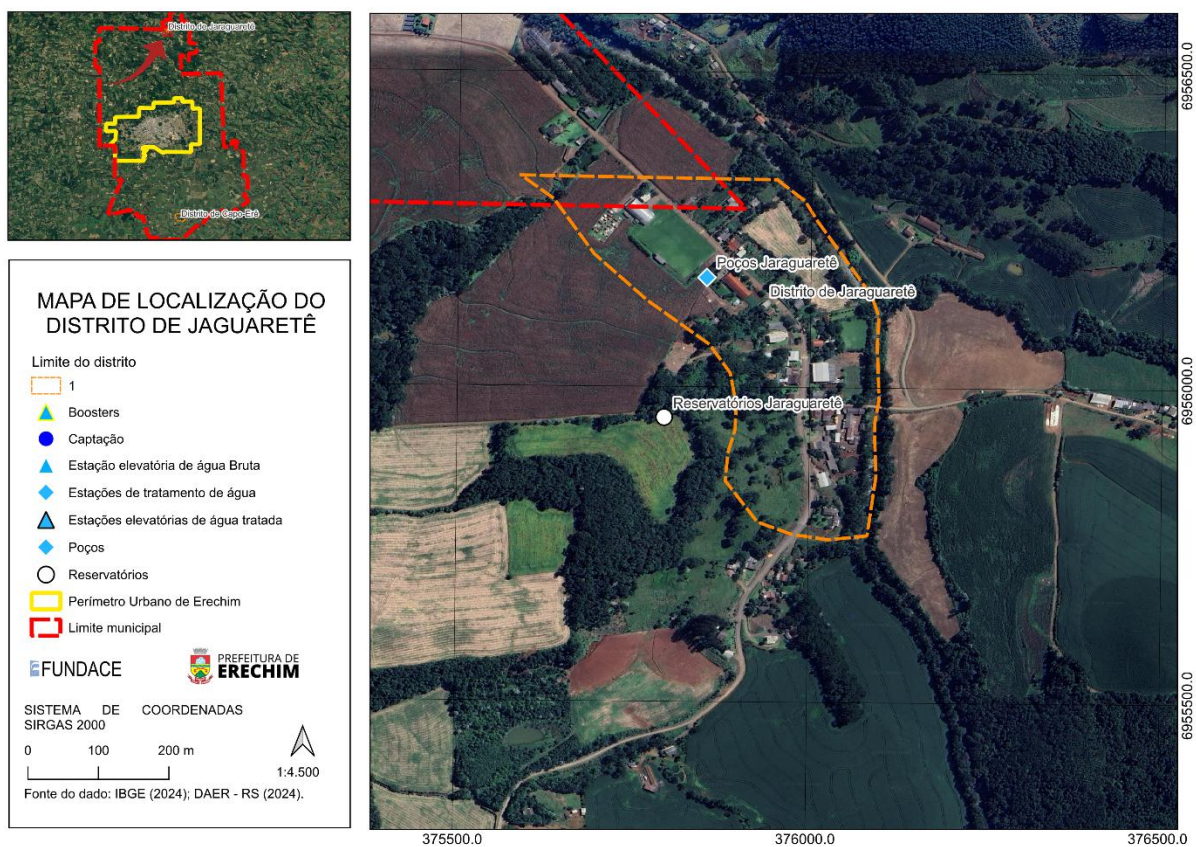 Distrito de Jaraguaretê
Distrito de Capo-Erê
MAPA DE LOCALIZAÇÃO DO
DISTRITO DE JAGUARETÊ
Limite do distrito
1
Boosters
Captação
Estação elevatória de água Bruta
Estações de tratamento de água
Estações elevatórias de água tratada
Poços
Reservatórios
Perímetro Urbano de Erechim
Limite municipal
FUNDACE
PREFEITURA DE
ERECHIM
SISTEMA DE COORDENADAS
SIRGAS 2000
0 100 200 m
1:4.500
Fonte do dado: IBGE (2024); DAER - RS (2024).
Poços Jaraguaretê
Distrito de Jaraguaretê
Reservatórios Jaraguaretê
6956500.0
6956000.0
6955500.0
375500.0 376000.0 376500.0